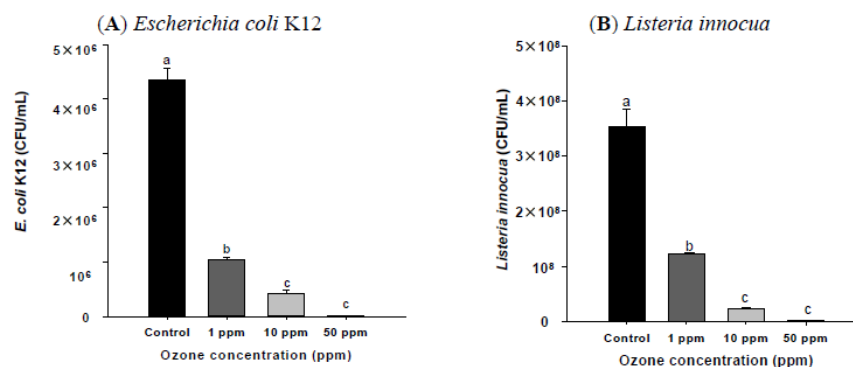 (A) Escherichia coli K12
5×10⁶
4×10⁶
3×10⁶
2×10⁶
10⁶
0
E. coli K12 (CFU/mL)
a
b
c
c
Control 1 ppm 10 ppm 50 ppm
Ozone concentration (ppm)
(B) Listeria innocua
5×10⁸
4×10⁸
3×10⁸
2×10⁸
10⁸
0
Listeria innocua (CFU/mL)
a
b
c
c
Control 1 ppm 10 ppm 50 ppm
Ozone concentration (ppm)